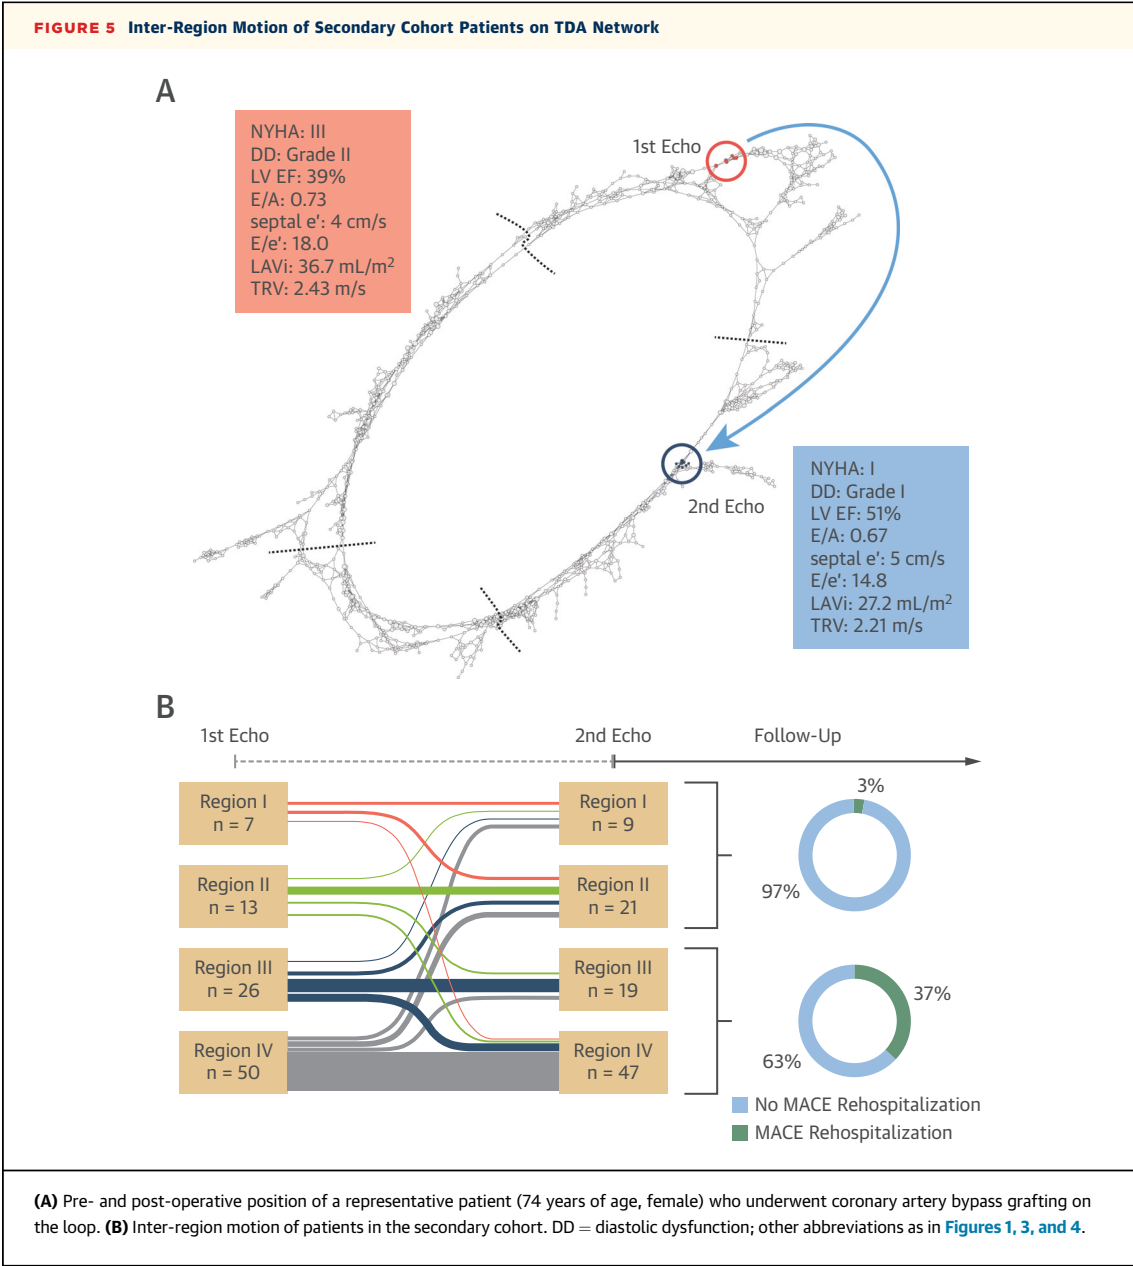 FIGURE 5 Inter-Region Motion of Secondary Cohort Patients on TDA Network
A
NYHA: III
DD: Grade II
LV EF: 39%
E/A: 0.73
septal e': 4 cm/s
E/e': 18.0
LAVi: 36.7 mL/m²
TRV: 2.43 m/s
1st Echo
2nd Echo
NYHA: I
DD: Grade I
LV EF: 51%
E/A: 0.67
septal e': 5 cm/s
E/e': 14.8
LAVi: 27.2 mL/m²
TRV: 2.21 m/s
B
1st Echo
2nd Echo
Follow-Up
Region I
n = 7
Region II
n = 13
Region III
n = 26
Region IV
n = 50
Region I
n = 9
Region II
n = 21
Region III
n = 19
Region IV
n = 47
3%
97%
37%
63%
No MACE Rehospitalization
MACE Rehospitalization
(A) Pre- and post-operative position of a representative patient (74 years of age, female) who underwent coronary artery bypass grafting on
the loop. (B) Inter-region motion of patients in the secondary cohort. DD = diastolic dysfunction; other abbreviations as in Figures 1, 3, and 4.